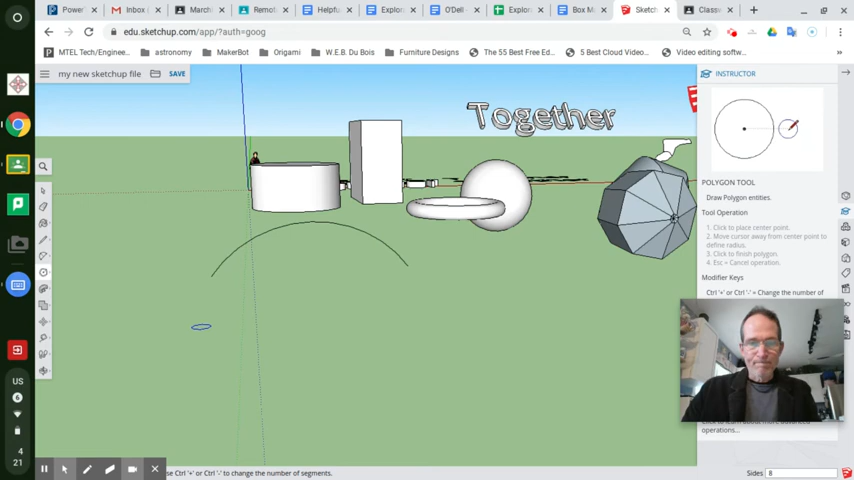 Power
Inbox
Marchi
Remot
Helpfu
Explor
O'Dell
Explor
Box M
Sketch
Classw
edu.sketchup.com/app/?auth=goog
MTEL Tech/Enginee...
astronomy
MakerBot
Origami
W.E.B. Du Bois
Furniture Designs
The 55 Best Free Ed...
5 Best Cloud Video...
Video editing softw...
my new sketchup file
SAVE
INSTRUCTOR
Together
POLYGON TOOL
Draw Polygon entities.
Tool Operation
1. Click to place center point.
2. Move cursor away from center point to
define radius.
3. Click to finish polygon.
4. Esc = Cancel operation.
Modifier Keys
Ctrl '+' or Ctrl '-' = Change the number of
operations...
US
6
4
21
se Ctrl '+' or Ctrl '-' to change the number of segments.
Sides 8